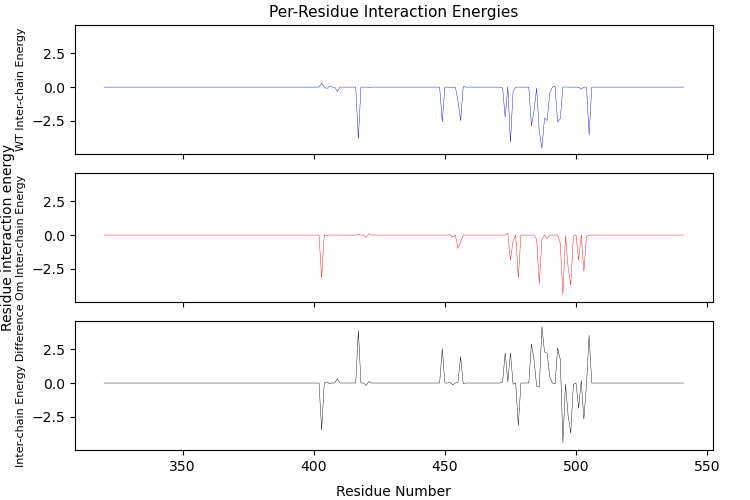 Per-Residue Interaction Energies
Residue interaction energy
WT Inter-chain Energy
2.5
0.0
−2.5
Om Inter-chain Energy
2.5
0.0
−2.5
Inter-chain Energy Difference
2.5
0.0
−2.5
350
400
450
500
550
Residue Number